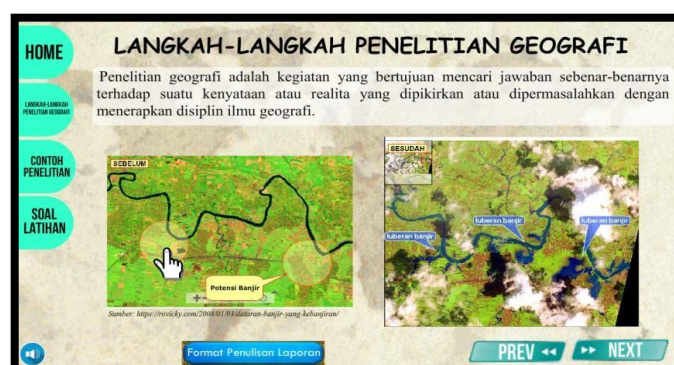 HOME
LANGKAH-LANGKAH PENELITIAN GEOGRAFI
Penelitian geografi adalah kegiatan yang bertujuan mencari jawaban sebenar-benarnya
terhadap suatu kenyataan atau realita yang dipikirkan atau dipermasalahkan dengan
menerapkan disiplin ilmu geografi.
LANGKAH-LANGKAH
PENELITIAN GEOGRAFI
CONTOH
PENELITIAN
SOAL
LATIHAN
SEBELUM
Potensi Banjir
SESUDAH
luberan banjir
luberan banjir
luberan banjir
Sumber: https://rovicky.com/2008/01/03/dataran-banjir-yang-kebanjiran/
Format Penulisan Laporan
PREV
NEXT